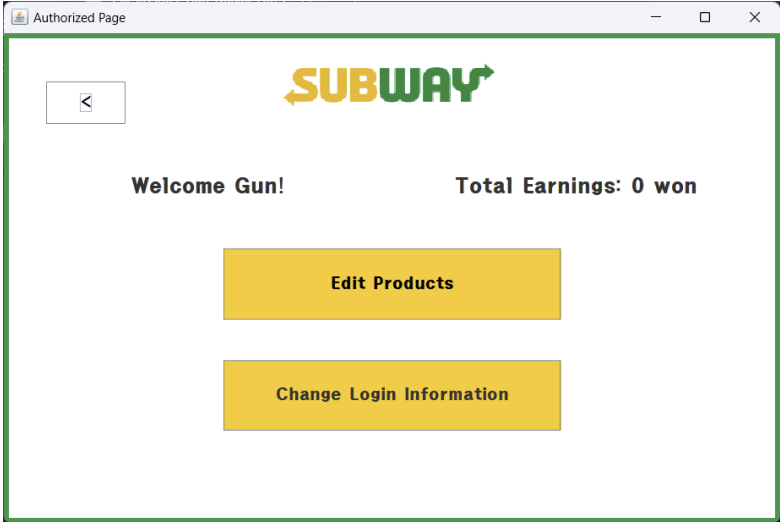 Authorized Page
<
SUBWAY
Welcome Gun!
Total Earnings: 0 won
Edit Products
Change Login Information